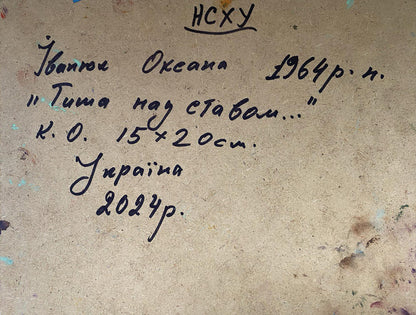 НСХУ
Іванюк Оксана 1964р.н.
„Тиша над ставом..."
К.О. 15×20см.
Україна
2024р.